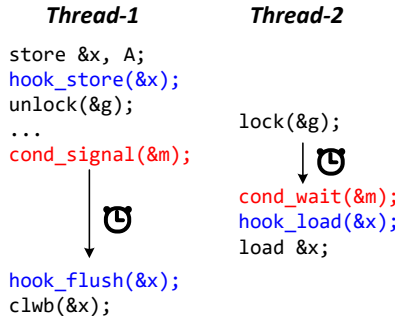 Thread-1
store &x, A;
hook_store(&x);
unlock(&g);
...
cond_signal(&m);
hook_flush(&x);
clwb(&x);
Thread-2
lock(&g);
cond_wait(&m);
hook_load(&x);
load &x;